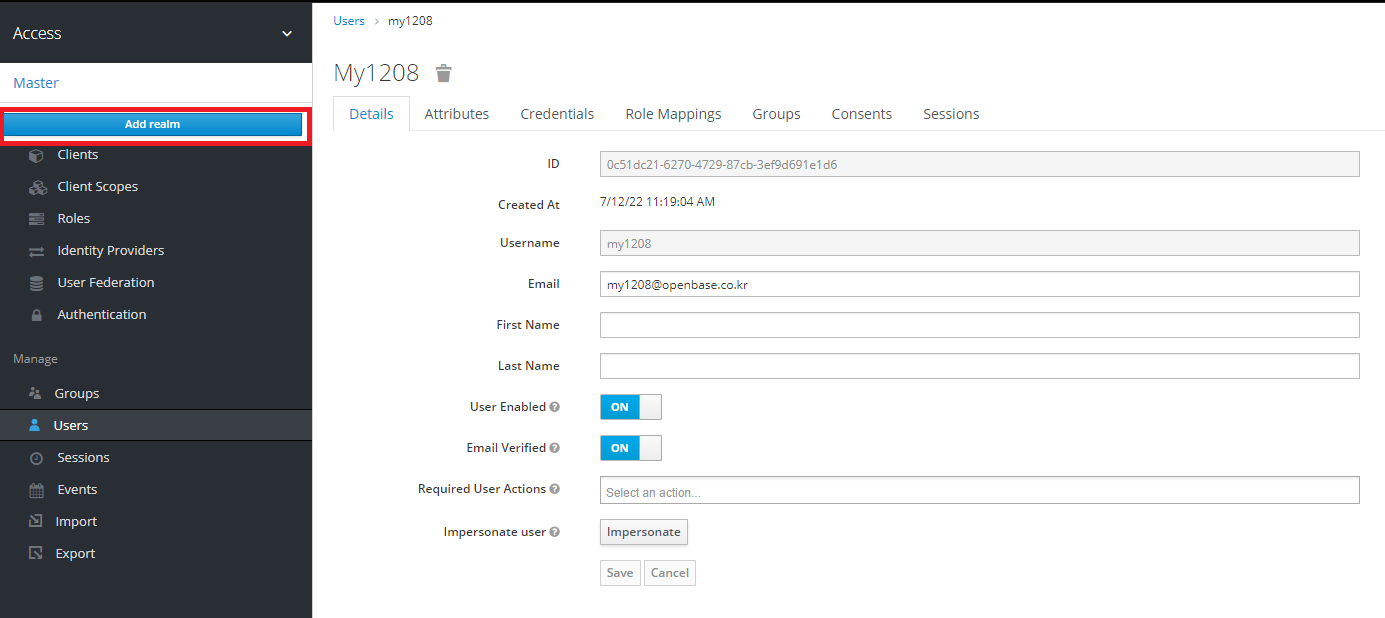 Access
Master
Add realm
Clients
Client Scopes
Roles
Identity Providers
User Federation
Authentication
Manage
Groups
Users
Sessions
Events
Import
Export
Users > my1208
My1208
Details Attributes Credentials Role Mappings Groups Consents Sessions
ID 0c51dc21-6270-4729-87cb-3ef9d691e1d6
Created At 7/12/22 11:19:04 AM
Username my1208
Email my1208@openbase.co.kr
First Name
Last Name
User Enabled ? ON
Email Verified ? ON
Required User Actions ? Select an action...
Impersonate user ? Impersonate
Save Cancel